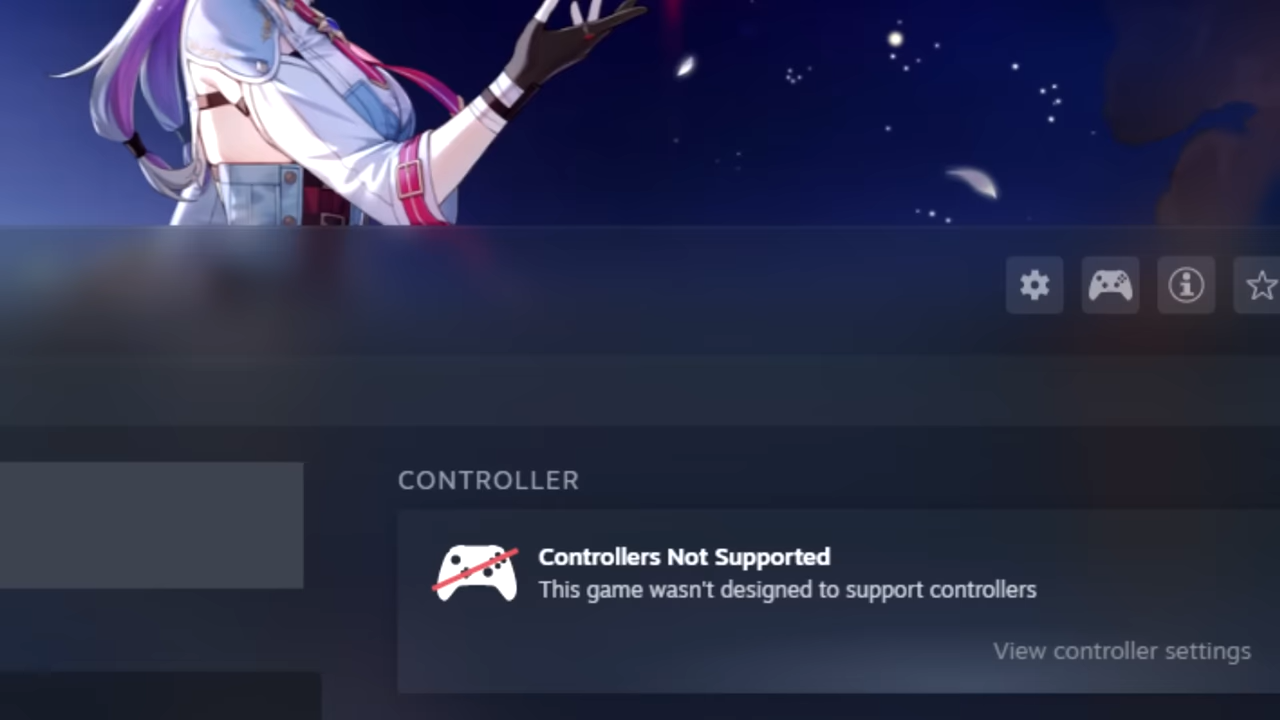 CONTROLLER
Controllers Not Supported
This game wasn't designed to support controllers
View controller settings